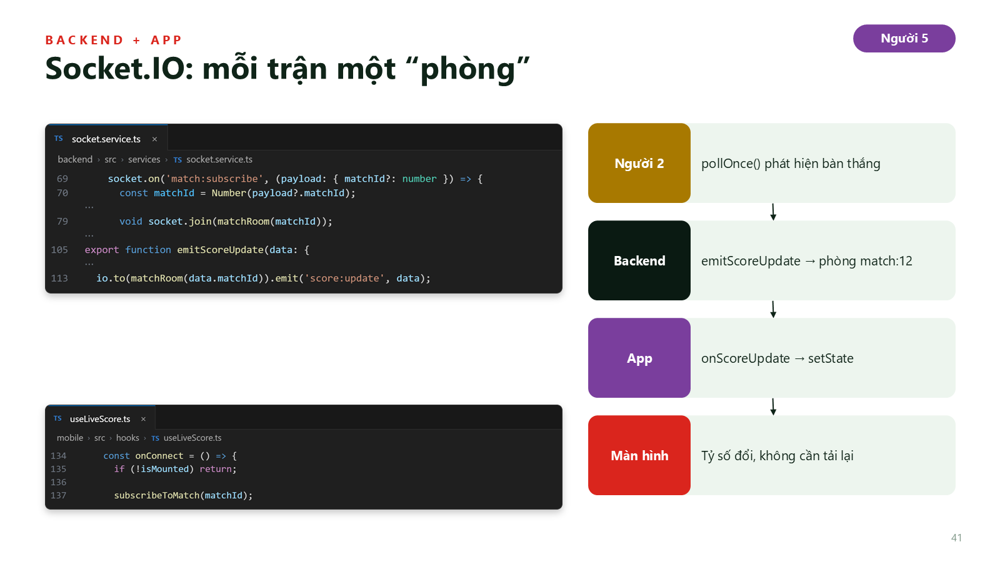 BACKEND + APP
Người 5
Socket.IO: mỗi trận một “phòng”
TS socket.service.ts ×
backend › src › services › TS socket.service.ts
69 socket.on('match:subscribe', (payload: { matchId?: number }) => {
70 const matchId = Number(payload?.matchId);
...
79 void socket.join(matchRoom(matchId));
...
105 export function emitScoreUpdate(data: {
...
113 io.to(matchRoom(data.matchId)).emit('score:update', data);
TS useLiveScore.ts ×
mobile › src › hooks › TS useLiveScore.ts
134 const onConnect = () => {
135 if (!isMounted) return;
136
137 subscribeToMatch(matchId);
Người 2
pollOnce() phát hiện bàn thắng
Backend
emitScoreUpdate → phòng match:12
App
onScoreUpdate → setState
Màn hình
Tỷ số đổi, không cần tải lại
41